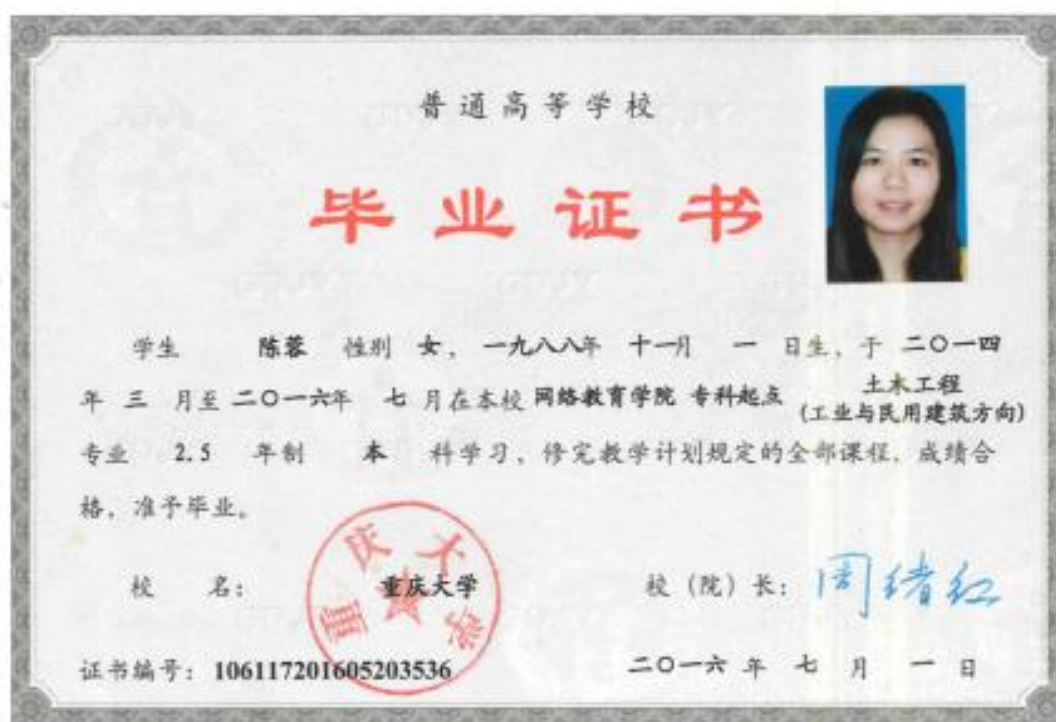 普通高等学校
毕业证书
学生 陈蓉 性别 女，一九八八年 十一月 一 日生，于 二〇一四
年 三 月至 二〇一六年 七 月在本校 网络教育学院 专科起点 土木工程
(工业与民用建筑方向)
专业 2.5 年制 本 科学习，修完教学计划规定的全部课程，成绩合
格，准予毕业。
校 名： 重庆大学 校（院）长： 周绪红
重庆大学
证书编号：106117201605203536 二〇一六 年 七 月 一 日